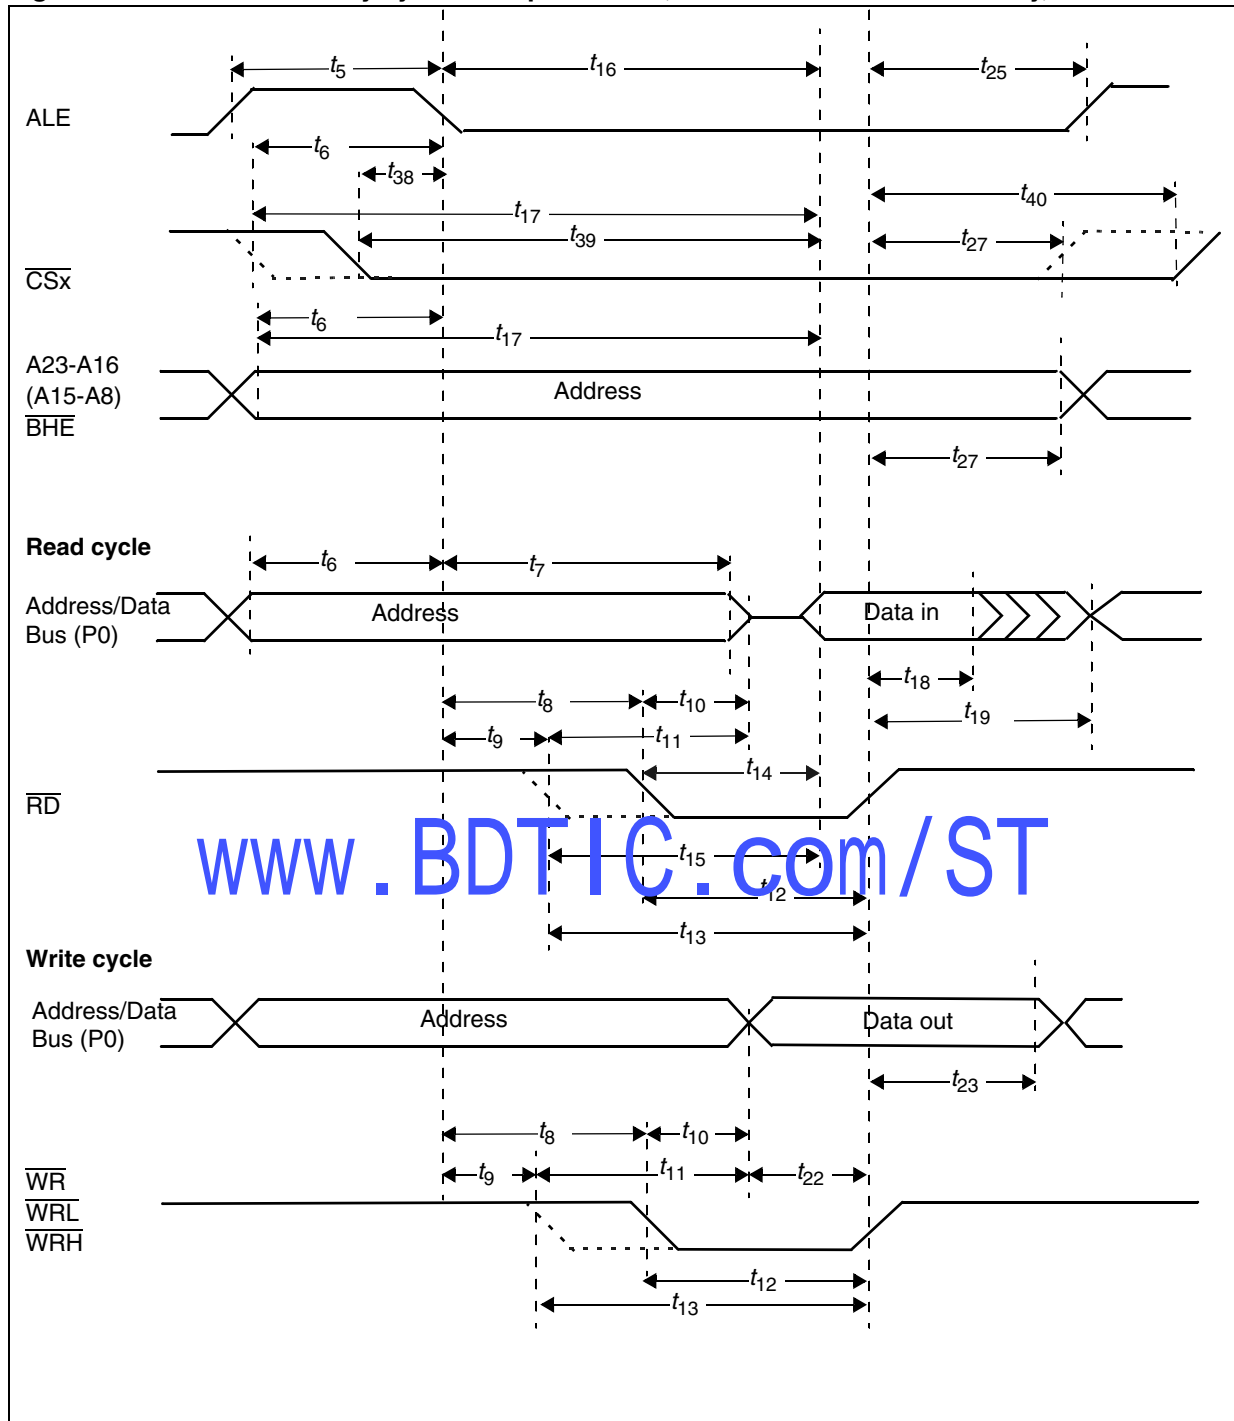 t5
t16
t25
ALE
t6
t38
t40
t17
t39
t27
CSx
t6
t17
A23-A16
(A15-A8)
BHE
Address
t27
Read cycle
t6
t7
Address/Data
Bus (P0)
Address
Data in
t18
t8
t10
t19
t9
t11
t14
RD
www.BDTIC.com/ST
t15
t12
t13
Write cycle
Address/Data
Bus (P0)
Address
Data out
t23
t8
t10
t9
t11
t22
WR
WRL
WRH
t12
t13